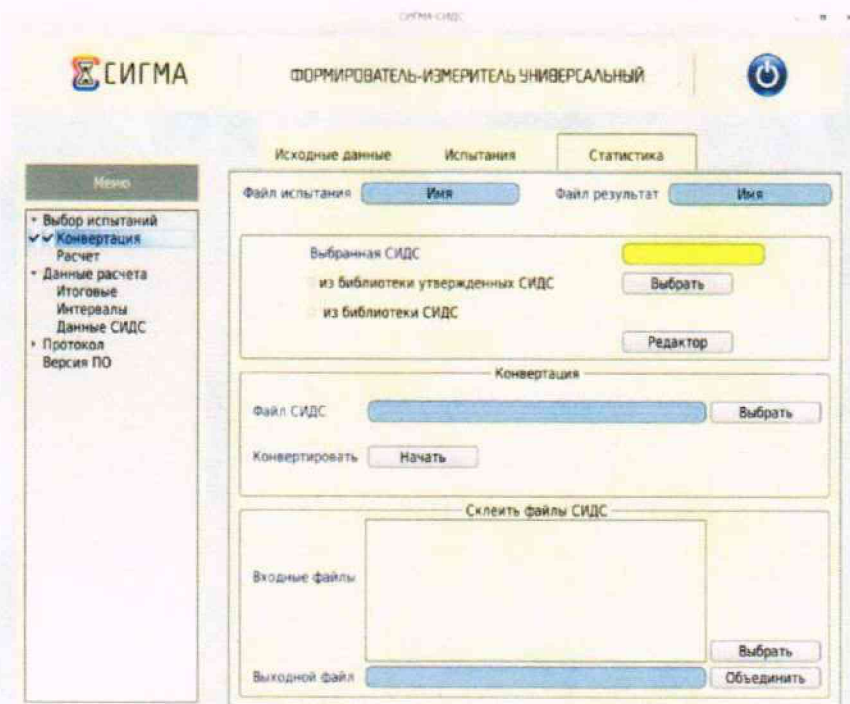 СИГМА-СИДС
СИГМА
ФОРМИРОВАТЕЛЬ-ИЗМЕРИТЕЛЬ УНИВЕРСАЛЬНЫЙ
Исходные данные Испытания Статистика
Меню
Файл испытания Имя Файл результат Имя
Выбор испытаний
Конвертация
Расчет
Данные расчета
Итоговые
Интервалы
Данные СИДС
Протокол
Версия ПО
Выбранная СИДС
из библиотеки утвержденных СИДС Выбрать
из библиотеки СИДС
Редактор
Конвертация
Файл СИДС Выбрать
Конвертировать Начать
Склеить файлы СИДС
Входные файлы
Выбрать
Выходной файл Объединить